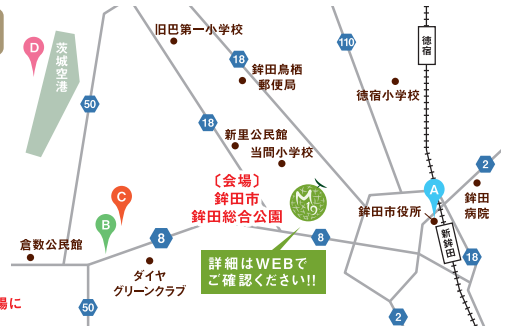 旧巴第一小学校
D
茨城空港
18
110
徳宿
鉾田鳥栖
郵便局
徳宿小学校
50
18
新里公民館
当間小学校
2
〔会場〕
鉾田市
鉾田総合公園
M19
A
鉾田
病院
C
B
鉾田市役所
新鉾田
倉数公民館
8
8
18
ダイヤ
グリーンクラブ
詳細はWEBで
ご確認ください!!
場に
50
2